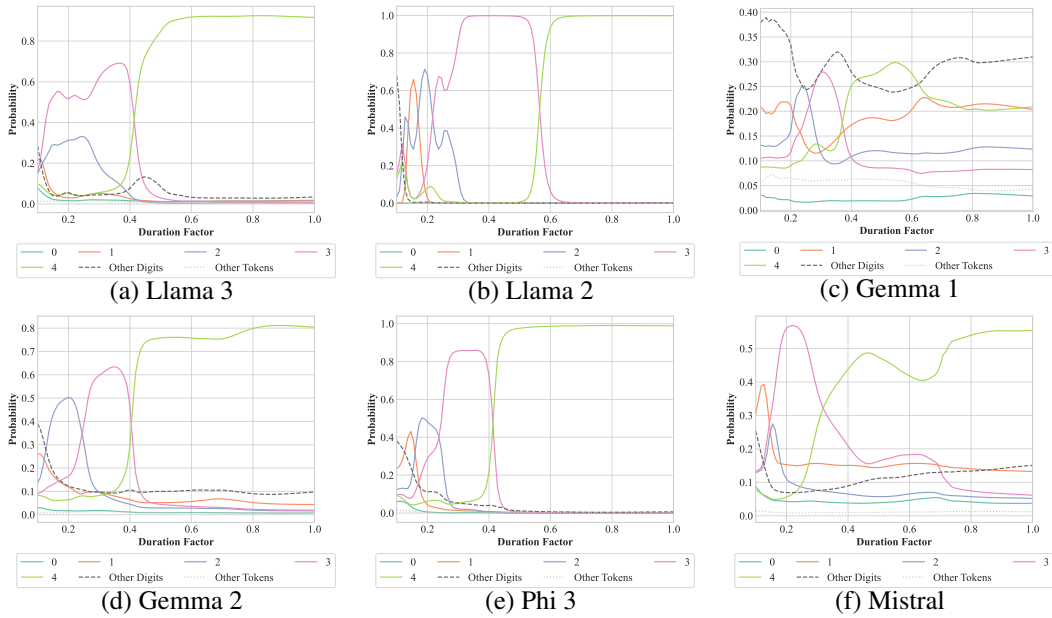 Probability
1.0
0.8
0.6
0.4
0.2
0.0
0.2 0.4 0.6 0.8 1.0
Duration Factor
0 1 2 3
4 Other Digits Other Tokens
(a) Llama 3
Probability
1.0
0.8
0.6
0.4
0.2
0.0
0.2 0.4 0.6 0.8 1.0
Duration Factor
0 1 2 3
4 Other Digits Other Tokens
(b) Llama 2
Probability
0.40
0.35
0.30
0.25
0.20
0.15
0.10
0.05
0.00
0.2 0.4 0.6 0.8 1.0
Duration Factor
0 1 2 3
4 Other Digits Other Tokens
(c) Gemma 1
Probability
0.8
0.7
0.6
0.5
0.4
0.3
0.2
0.1
0.0
0.2 0.4 0.6 0.8 1.0
Duration Factor
0 1 2 3
4 Other Digits Other Tokens
(d) Gemma 2
Probability
1.0
0.8
0.6
0.4
0.2
0.0
0.2 0.4 0.6 0.8 1.0
Duration Factor
0 1 2 3
4 Other Digits Other Tokens
(e) Phi 3
Probability
0.5
0.4
0.3
0.2
0.1
0.0
0.2 0.4 0.6 0.8 1.0
Duration Factor
0 1 2 3
4 Other Digits Other Tokens
(f) Mistral